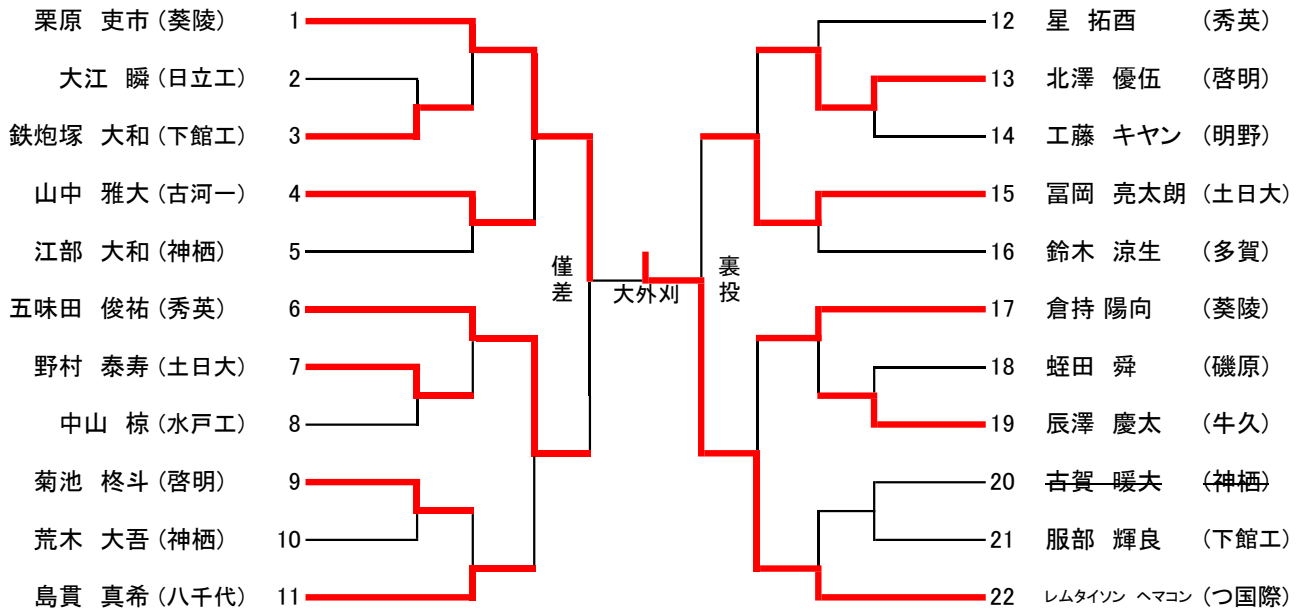 栗原 吏市 (葵陵) 1
大江 瞬 (日立工) 2
鉄炮塚 大和 (下館工) 3
山中 雅大 (古河一) 4
江部 大和 (神栖) 5
五味田 俊祐 (秀英) 6
野村 泰寿 (土日大) 7
中山 椋 (水戸工) 8
菊池 柊斗 (啓明) 9
荒木 大吾 (神栖) 10
島貫 真希 (八千代) 11
僅差
大外刈
裏投
12 星 拓酉 (秀英)
13 北澤 優伍 (啓明)
14 工藤 キヤン (明野)
15 冨岡 亮太朗 (土日大)
16 鈴木 涼生 (多賀)
17 倉持 陽向 (葵陵)
18 蛭田 舜 (磯原)
19 辰澤 慶太 (牛久)
20 古賀 暖大 (神栖)
21 服部 輝良 (下館工)
22 レムタイソン ヘマコン (つ国際)